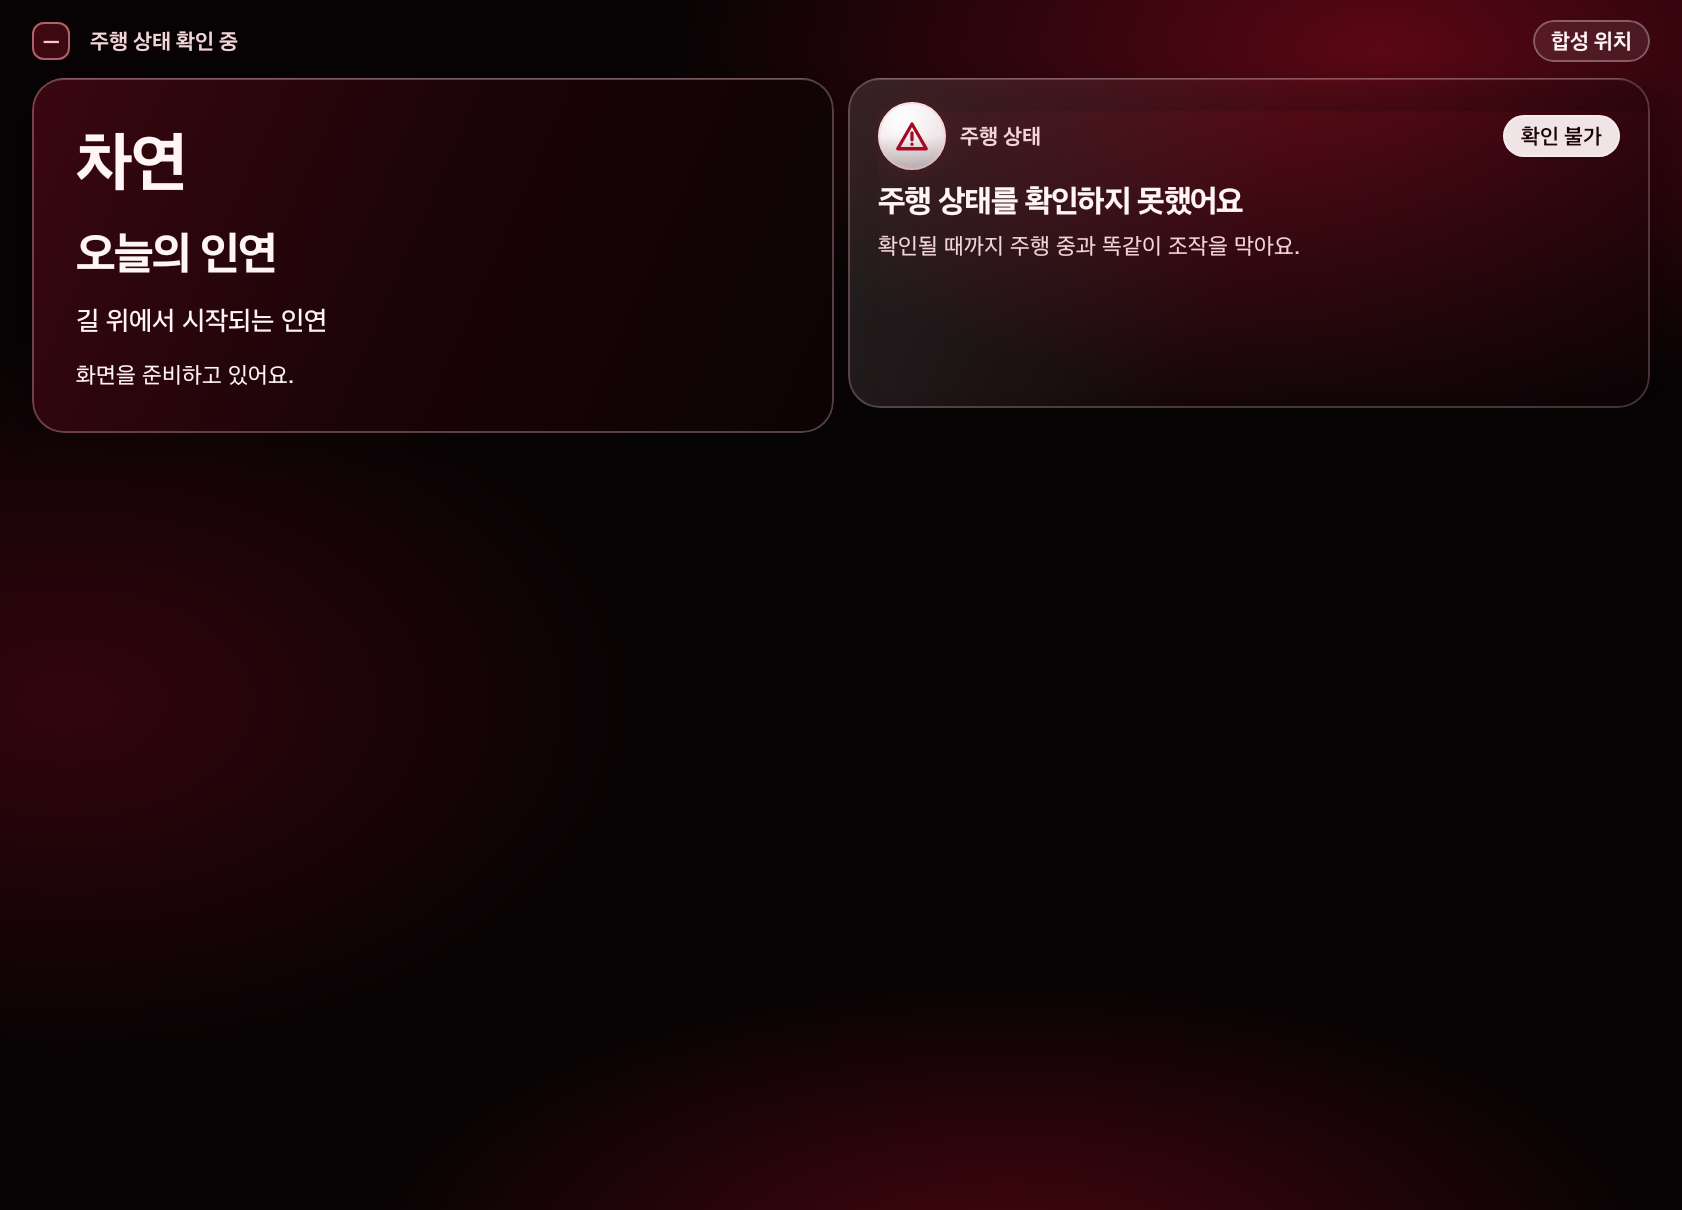 주행 상태 확인 중
합성 위치
차연
오늘의 인연
길 위에서 시작되는 인연
화면을 준비하고 있어요.
주행 상태
확인 불가
주행 상태를 확인하지 못했어요
확인될 때까지 주행 중과 똑같이 조작을 막아요.